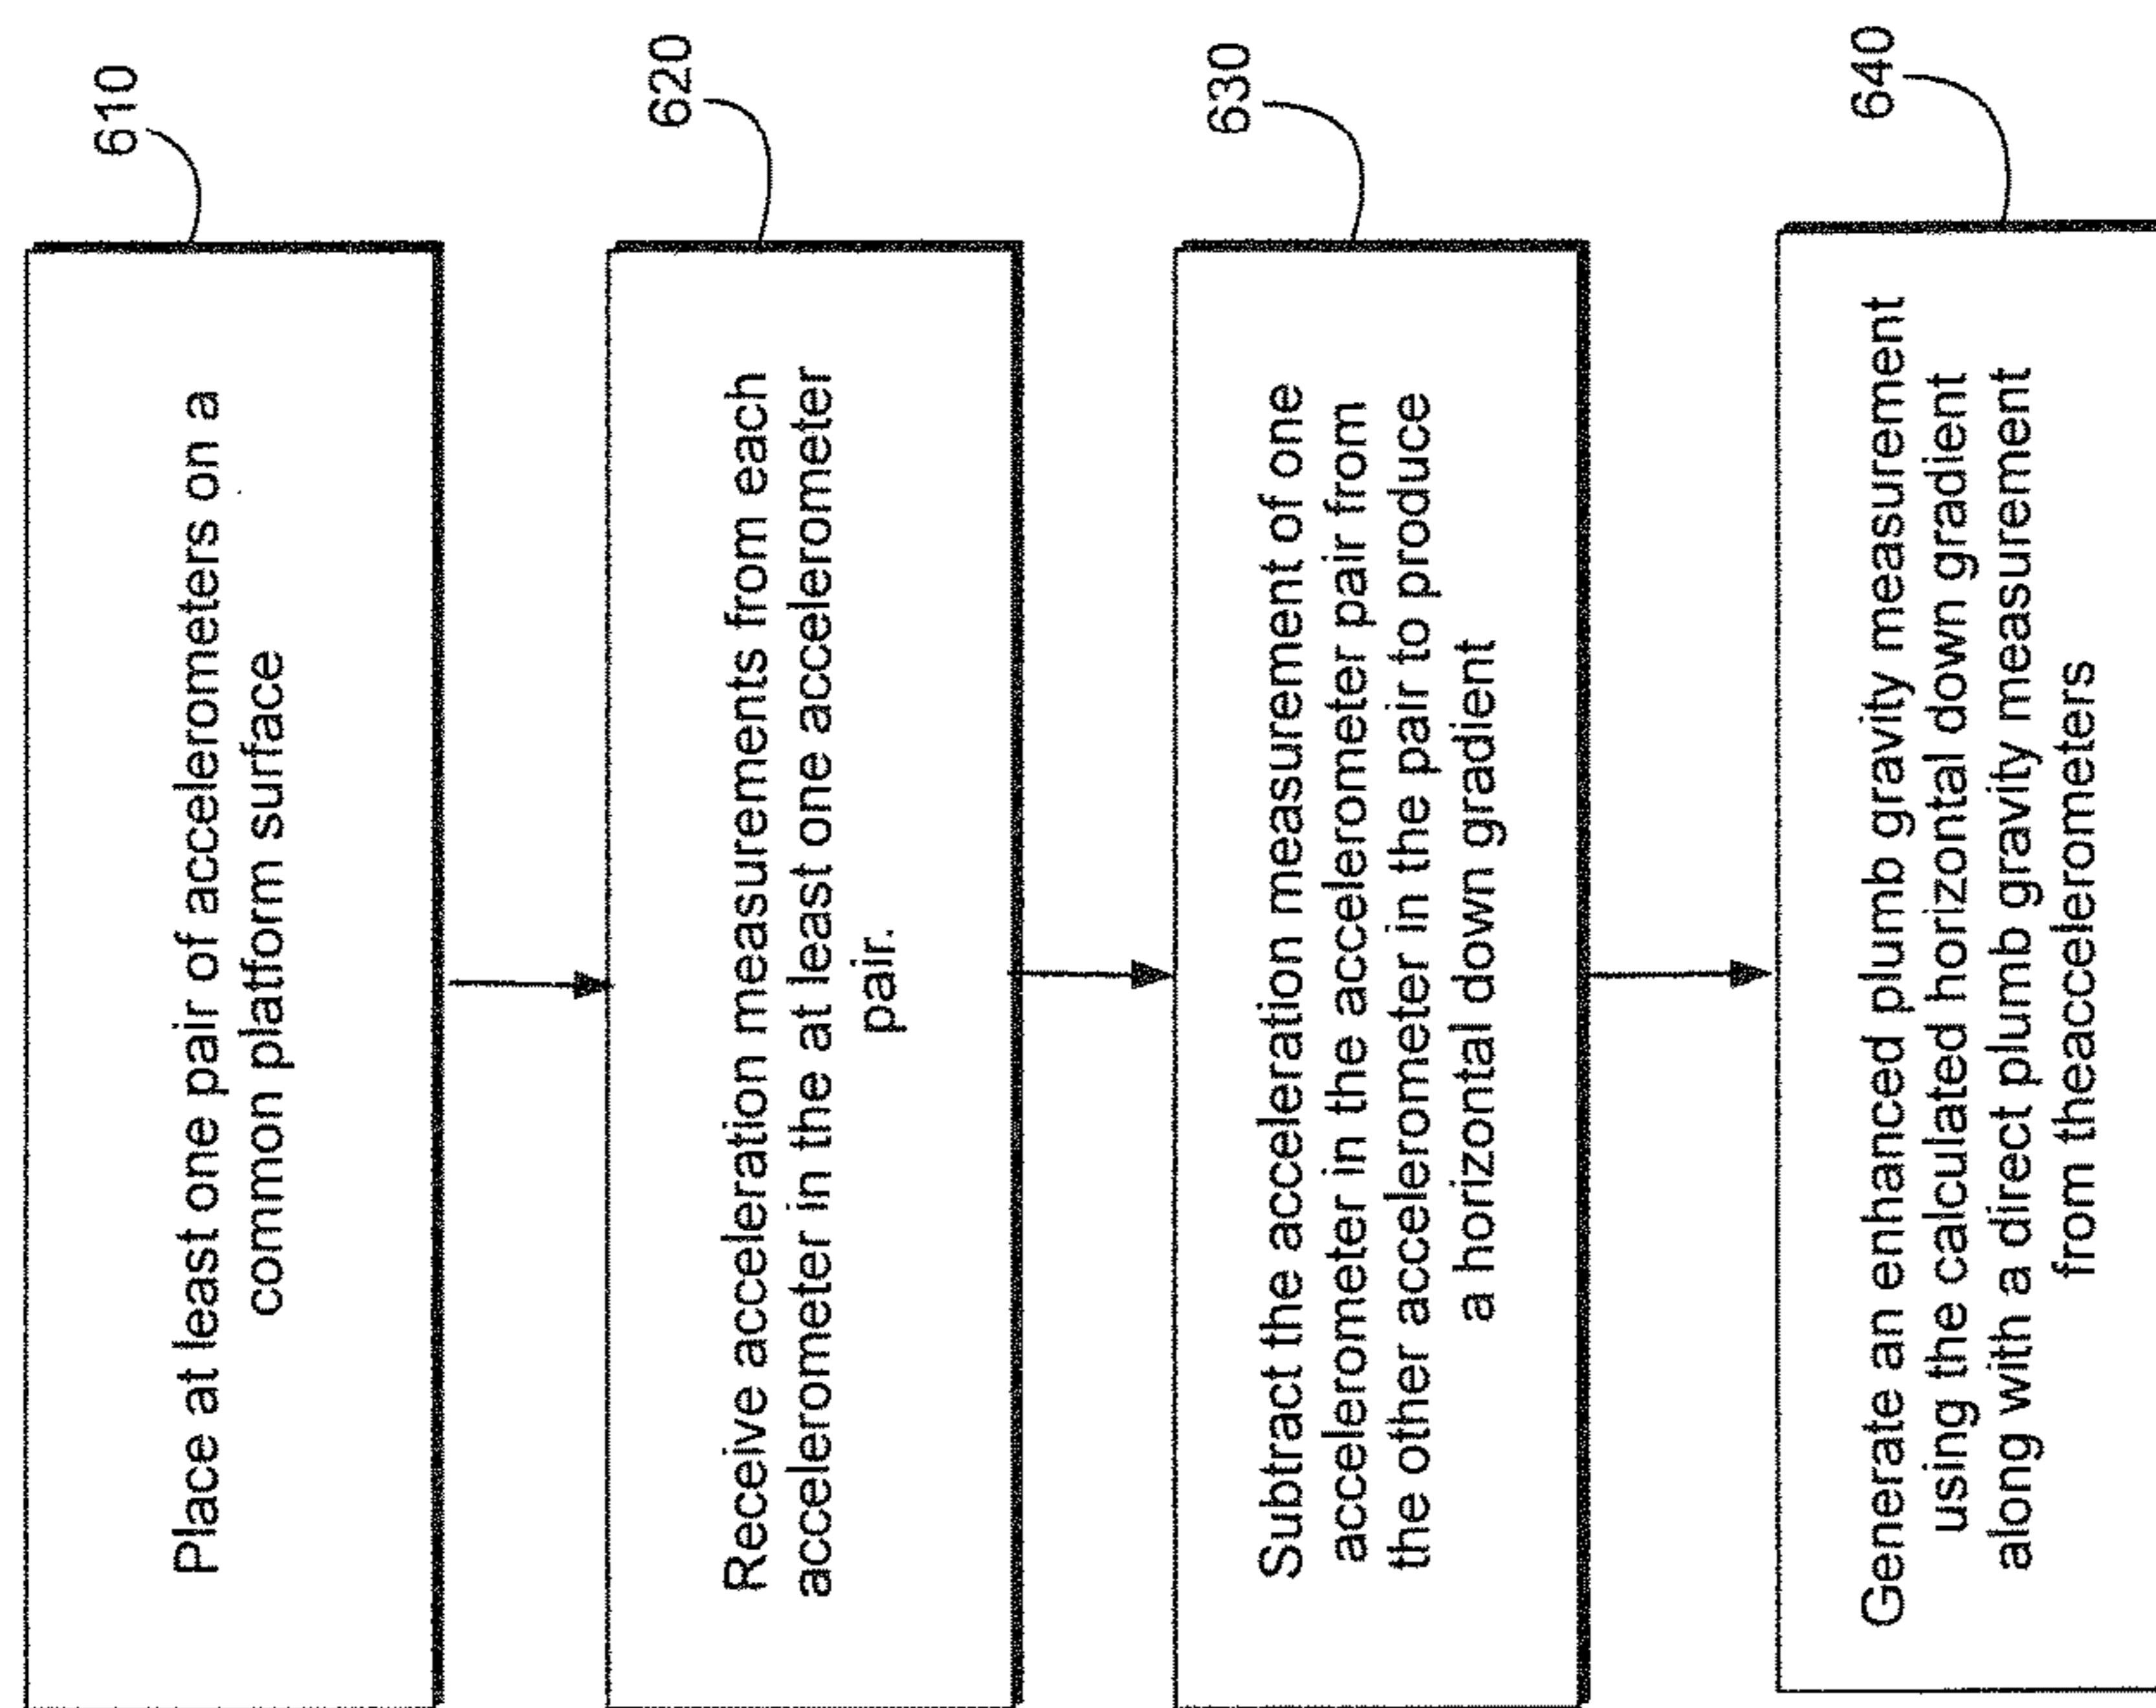 610
Place at least one pair of accelerometers on a
common platform surface
620
Receive acceleration measurements from each
accelerometer in the at least one accelerometer
pair.
630
Subtract the acceleration measurement of one
accelerometer in the accelerometer pair from
the other accelerometer in the pair to produce
a horizontal down gradient
640
Generate an enhanced plumb gravity measurement
using the calculated horizontal down gradient
along with a direct plumb gravity measurement
from theaccelerometers